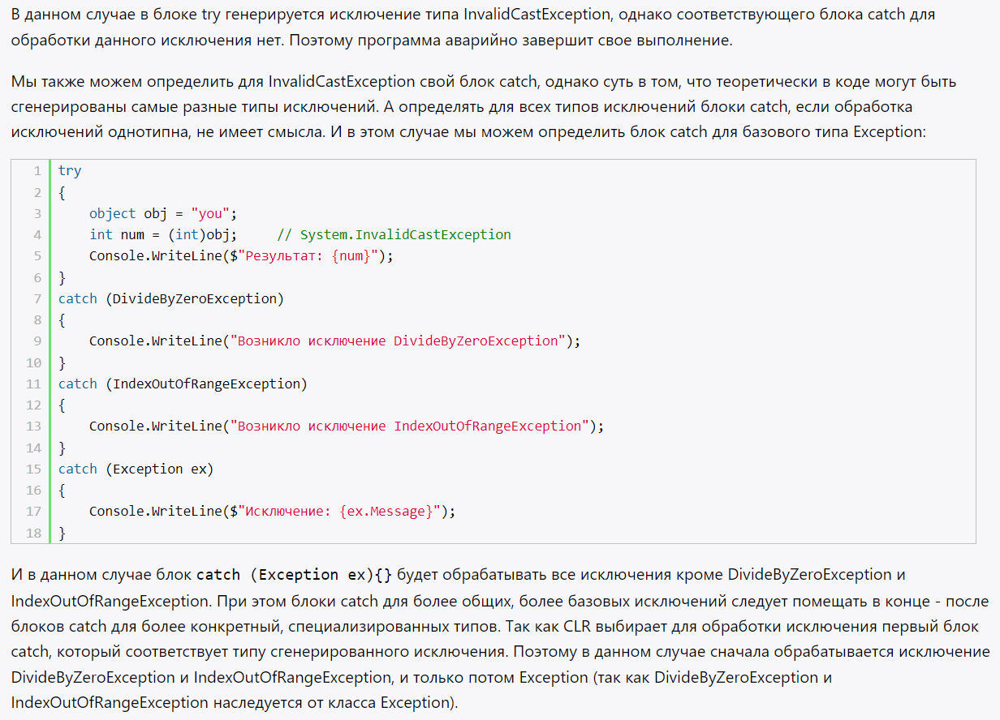 В данном случае в блоке try генерируется исключение типа InvalidCastException, однако соответствующего блока catch для
обработки данного исключения нет. Поэтому программа аварийно завершит свое выполнение.
Мы также можем определить для InvalidCastException свой блок catch, однако суть в том, что теоретически в коде могут быть
сгенерированы самые разные типы исключений. А определять для всех типов исключений блоки catch, если обработка
исключений однотипна, не имеет смысла. И в этом случае мы можем определить блок catch для базового типа Exception:
1 try
2 {
3     object obj = "you";
4     int num = (int)obj;     // System.InvalidCastException
5     Console.WriteLine($"Результат: {num}");
6 }
7 catch (DivideByZeroException)
8 {
9     Console.WriteLine("Возникло исключение DivideByZeroException");
10 }
11 catch (IndexOutOfRangeException)
12 {
13     Console.WriteLine("Возникло исключение IndexOutOfRangeException");
14 }
15 catch (Exception ex)
16 {
17     Console.WriteLine($"Исключение: {ex.Message}");
18 }
И в данном случае блок catch (Exception ex){} будет обрабатывать все исключения кроме DivideByZeroException и
IndexOutOfRangeException. При этом блоки catch для более общих, более базовых исключений следует помещать в конце - после
блоков catch для более конкретный, специализированных типов. Так как CLR выбирает для обработки исключения первый блок
catch, который соответствует типу сгенерированного исключения. Поэтому в данном случае сначала обрабатывается исключение
DivideByZeroException и IndexOutOfRangeException, и только потом Exception (так как DivideByZeroException и
IndexOutOfRangeException наследуется от класса Exception).